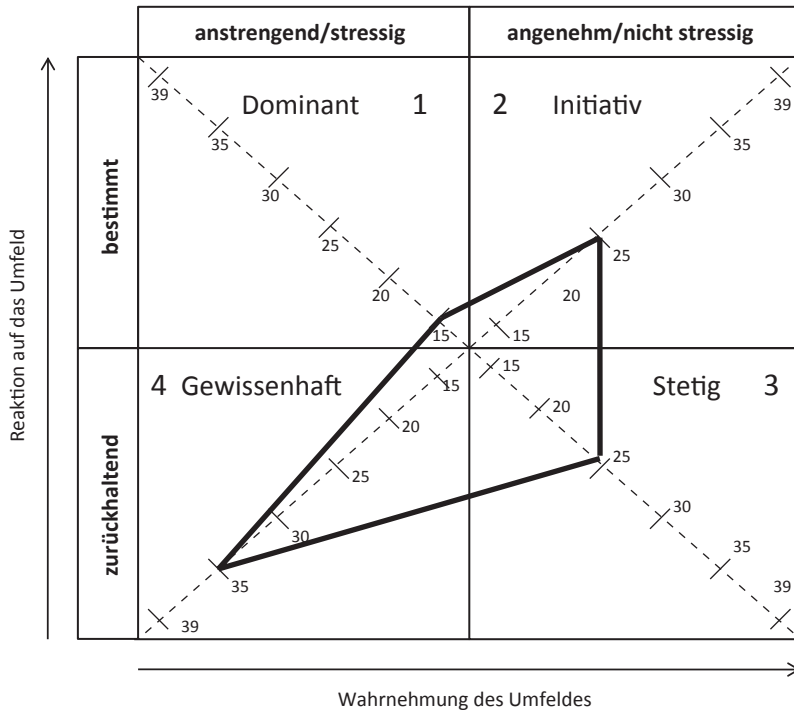 anstrengend/stressig
angenehm/nicht stressig
Reaktion auf das Umfeld
bestimmt
zurückhaltend
Dominant 1
2 Initiativ
4 Gewissenhaft
Stetig 3
39
35
30
25
20
15
39
35
30
25
20
15
15
20
25
30
35
39
15
20
25
30
35
39
Wahrnehmung des Umfeldes